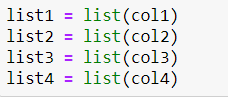 list1 = list(col1)
list2 = list(col2)
list3 = list(col3)
list4 = list(col4)